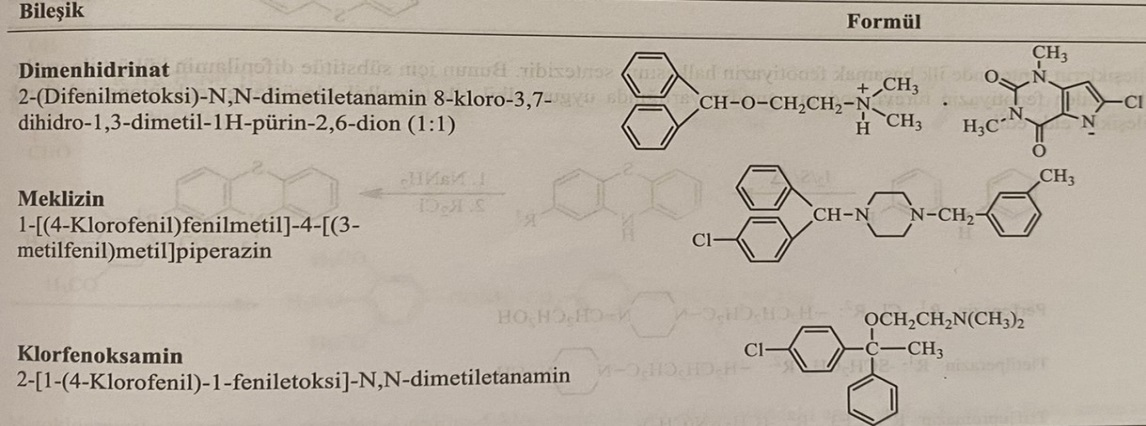 Bileşik
Formül
Dimenhidrinat
2-(Difenilmetoksi)-N,N-dimetiletanamin 8-kloro-3,7-
dihidro-1,3-dimetil-1H-pürin-2,6-dion (1:1)
CH-O-CH₂CH₂-N
+
CH₃
H
CH₃
·
CH₃
O
N
Cl
H₃C
N
N
O
Meklizin
1-[(4-Klorofenil)fenilmetil]-4-[(3-
metilfenil)metil]piperazin
CH₃
CH-N
N-CH₂
Cl
Klorfenoksamin
2-[1-(4-Klorofenil)-1-feniletoksi]-N,N-dimetiletanamin
OCH₂CH₂N(CH₃)₂
Cl
C—CH₃